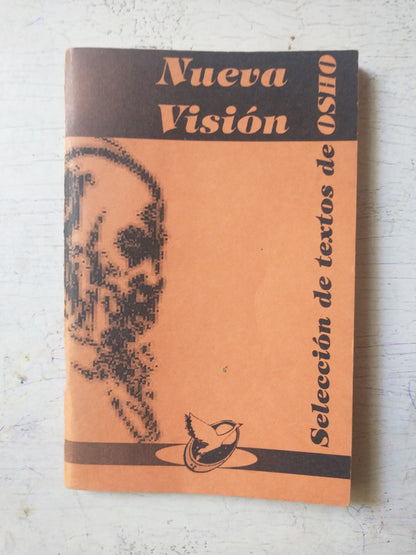 Nueva
Visión
Selección de textos de OSHO